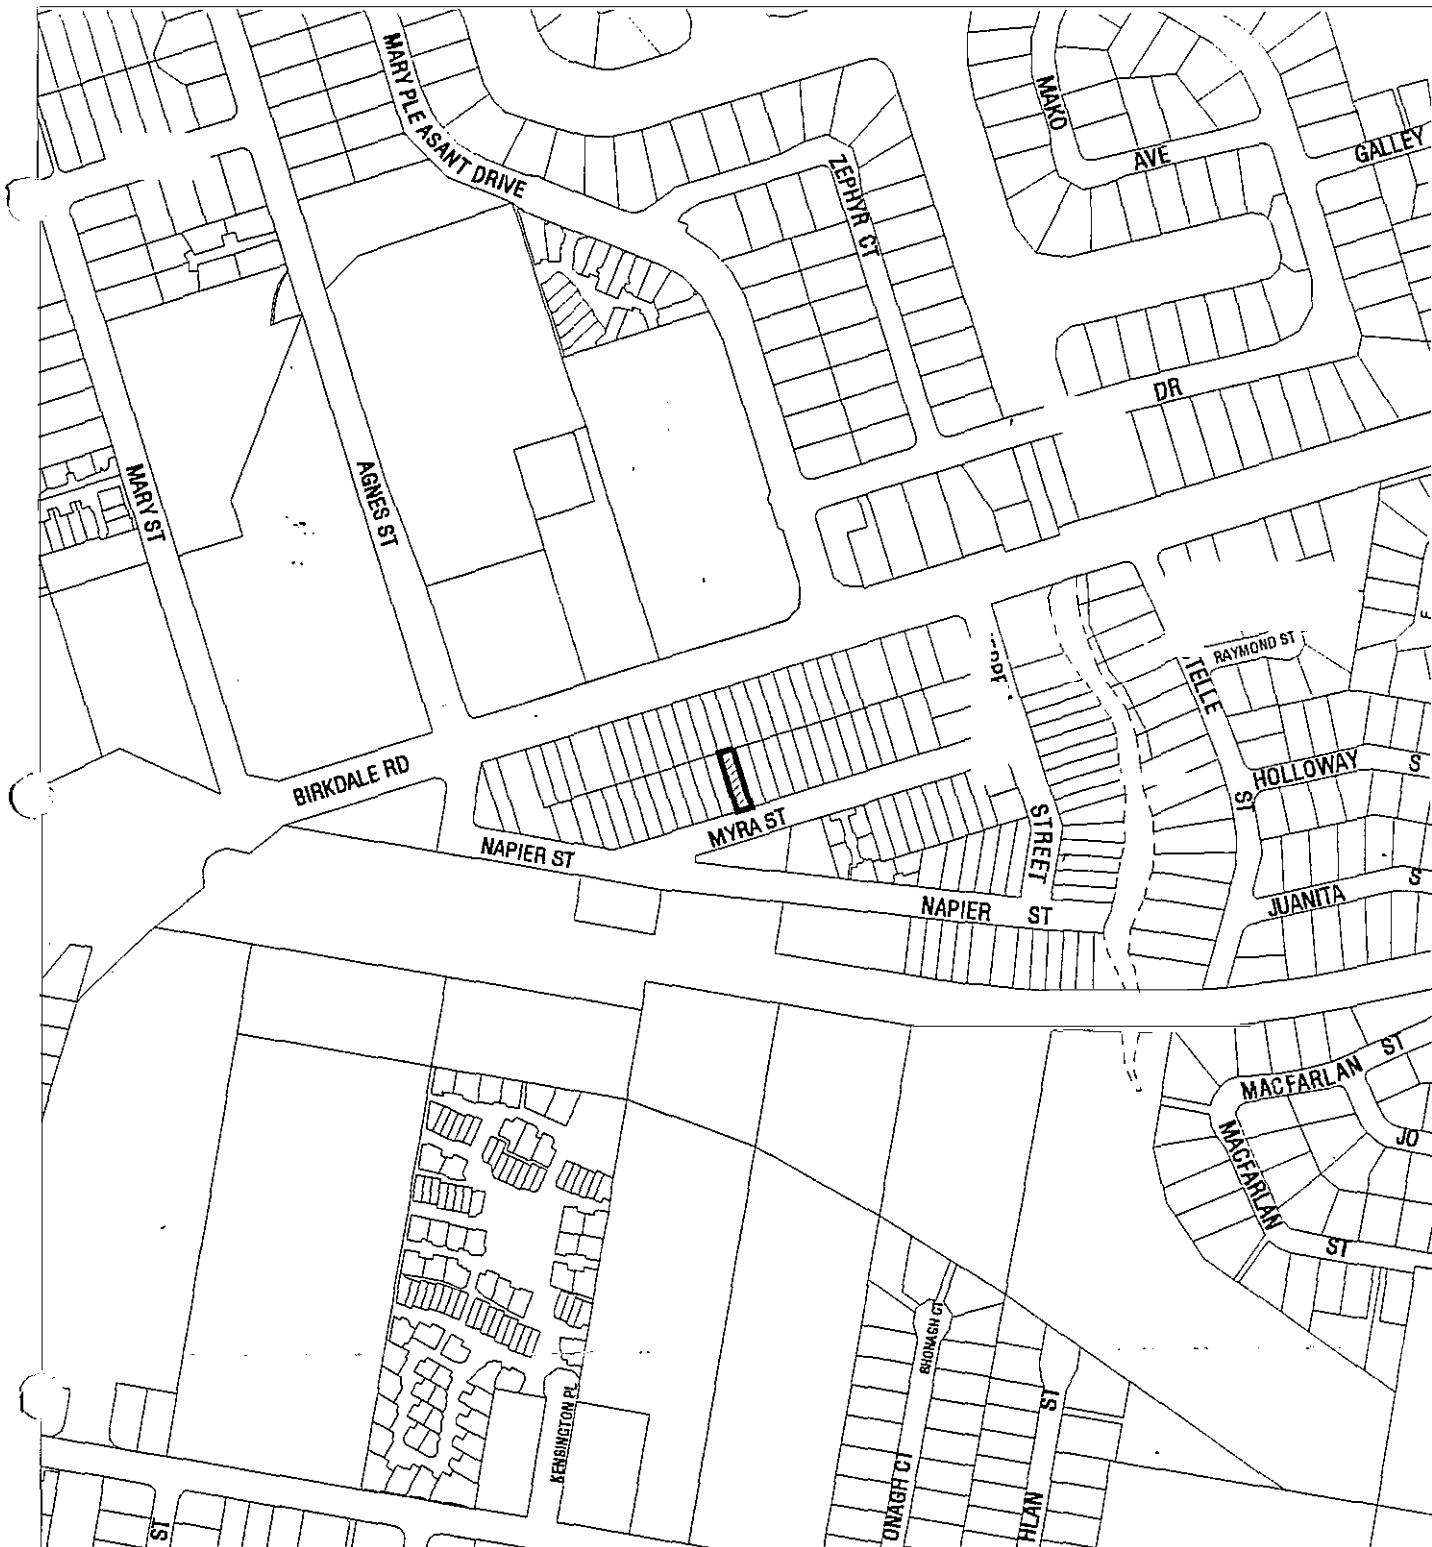 MARY PLEASANT DRIVE
MAKO
AVE
GALLEY
ZEPHYR CT
DR
MARY ST
AGNES ST
RAYMOND ST
TELLE
ST
HOLLOWAY
S
BIRKDALE RD
MYRA ST
STREET
NAPIER ST
NAPIER ST
JUANITA
S
MACFARLAN ST
JO
MACFARLAN
ST
RHONAGH CT
KENSINGTON PL
ST
ONAGH CT
HLAN
ST